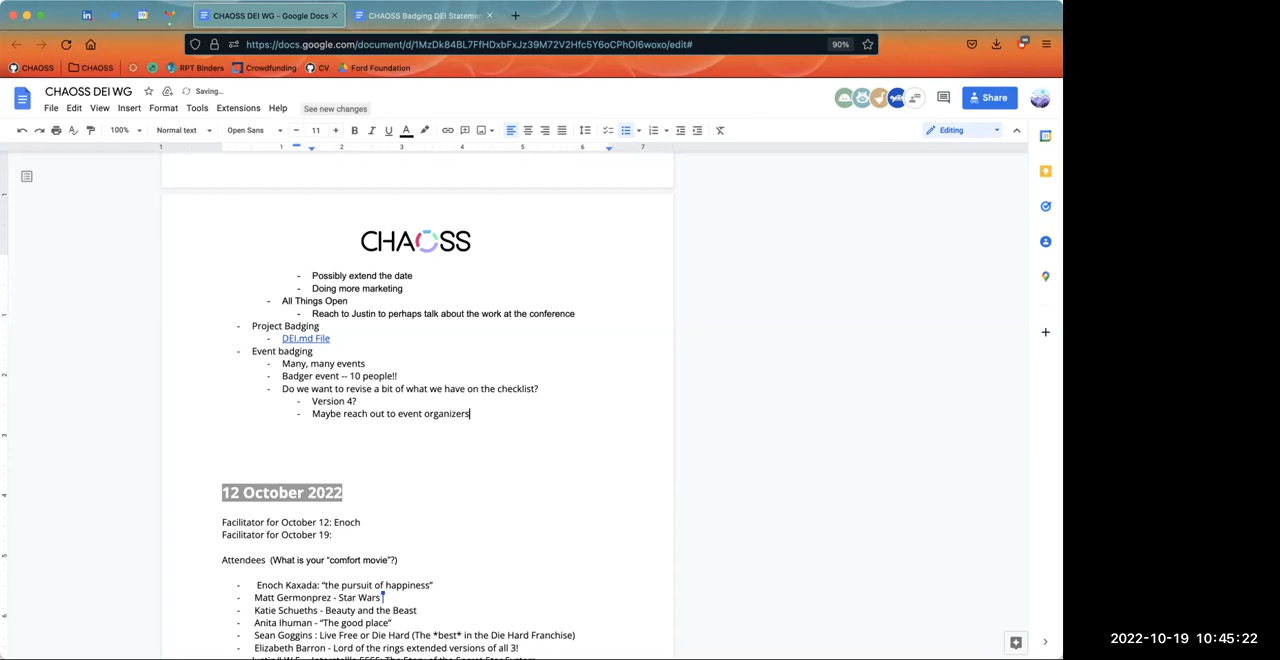 CHAOSS DEI WG - Google Docs
CHAOSS Badging DEI Stateme
https://docs.google.com/document/d/1MzDk84BL7FfHDxbFxJz39M72V2Hfc5Y6oCPhOl6woxo/edit#
90%
CHAOSS
CHAOSS
RPT Binders
Crowdfunding
CV
Ford Foundation
CHAOSS DEI WG
Saving...
File Edit View Insert Format Tools Extensions Help
See new changes
Share
100%
Normal text
Open Sans
11
Editing
1 1 2 3 4 5 6 7
CHAOSS
- Possibly extend the date
- Doing more marketing
- All Things Open
- Reach to Justin to perhaps talk about the work at the conference
- Project Badging
- DEI.md File
- Event badging
- Many, many events
- Badger event -- 10 people!!
- Do we want to revise a bit of what we have on the checklist?
- Version 4?
- Maybe reach out to event organizers
12 October 2022
Facilitator for October 12: Enoch
Facilitator for October 19:
Attendees (What is your “comfort movie”?)
- Enoch Kaxada: “the pursuit of happiness”
- Matt Germonprez - Star Wars
- Katie Schueths - Beauty and the Beast
- Anita Ihuman - “The good place”
- Sean Goggins : Live Free or Die Hard (The *best* in the Die Hard Franchise)
- Elizabeth Barron - Lord of the rings extended versions of all 3!
2022-10-19 10:45:22